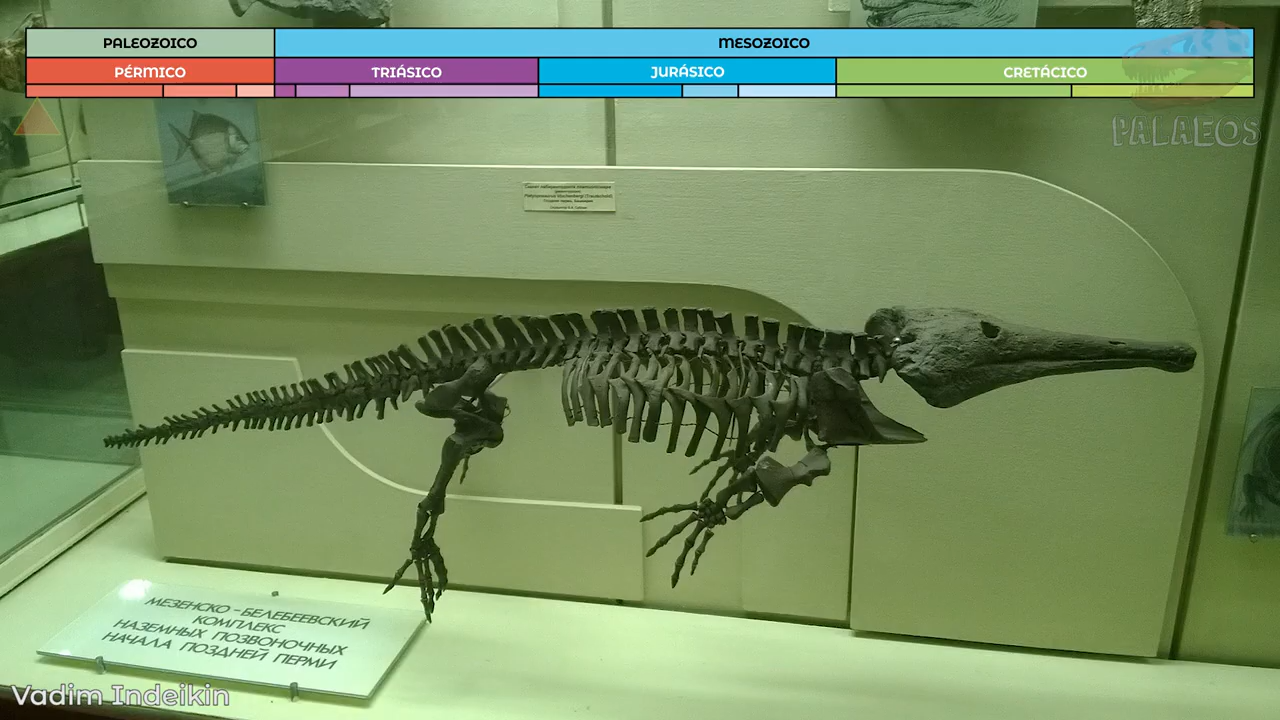 PALEOZOICO
MESOZOICO
PÉRMICO
TRIÁSICO
JURÁSICO
CRETÁCICO
PALAEOS
МЕЗЕНСКО-БЕЛЕБЕЕВСКИЙ
КОМПЛЕКС
НАЗЕМНЫХ ПОЗВОНОЧНЫХ
НАЧАЛА ПОЗДНЕЙ ПЕРМИ
Vadim Indeikin